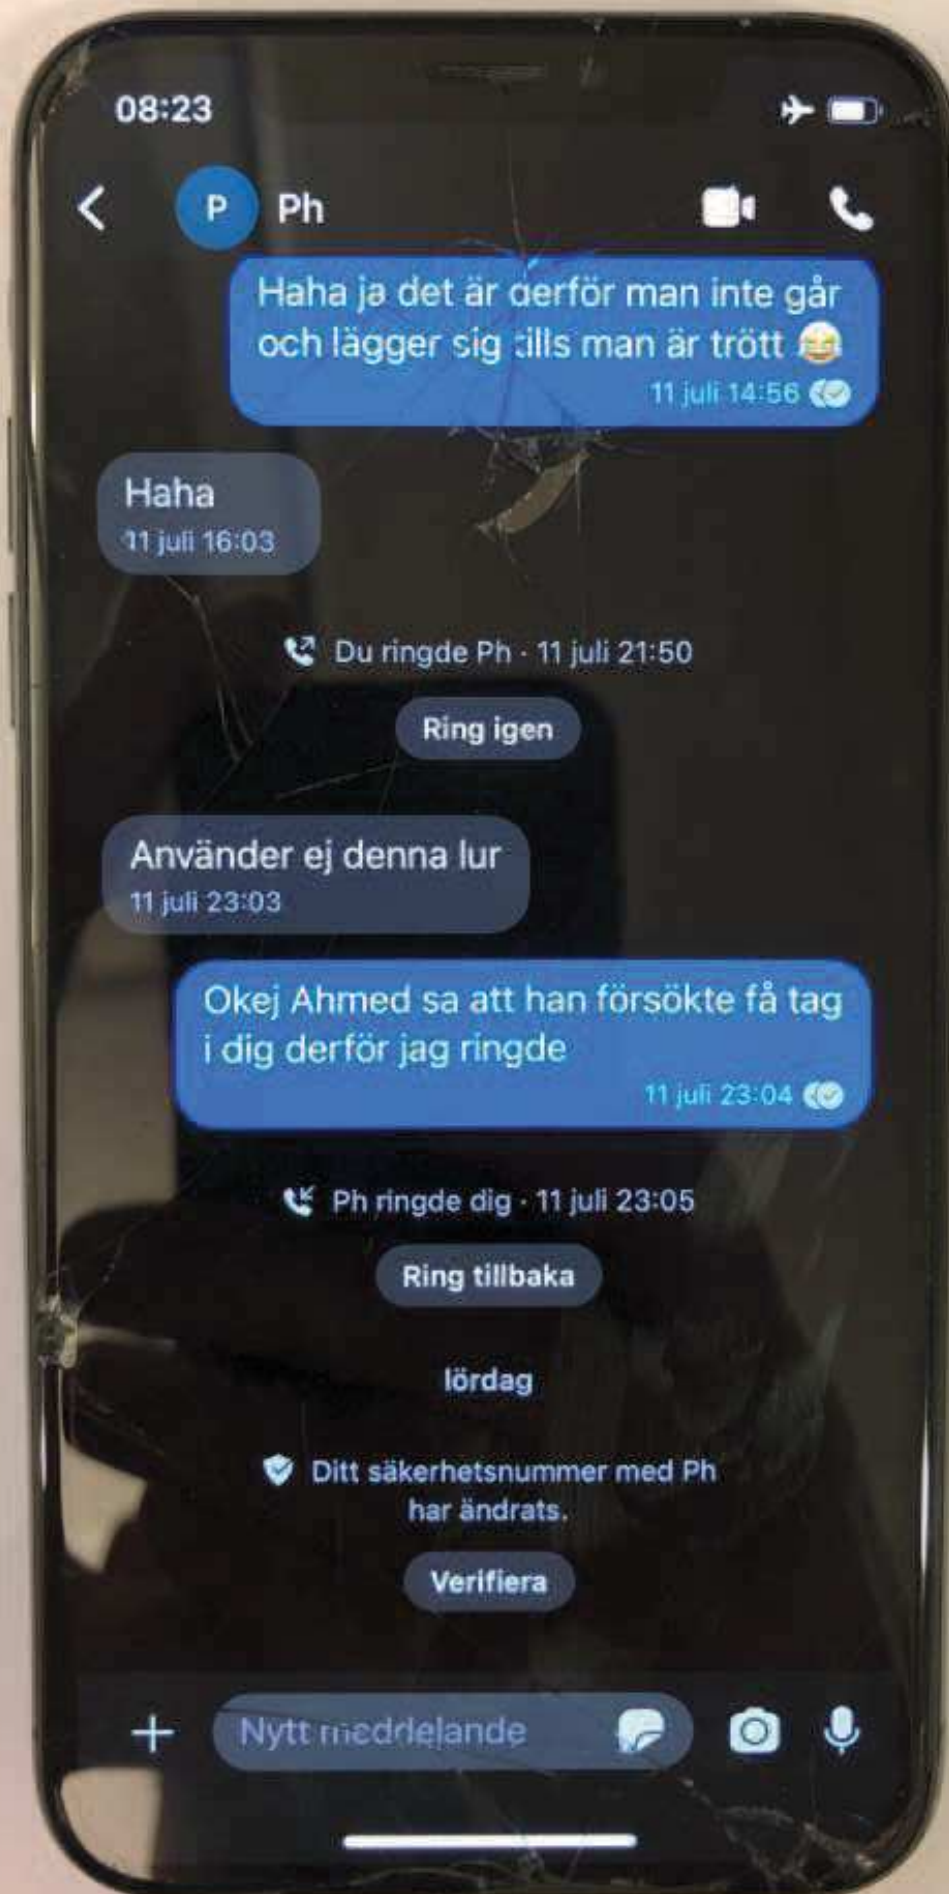 08:23
P Ph
Haha ja det är derför man inte går
och lägger sig tills man är trött 😂
11 juli 14:56
Haha
11 juli 16:03
Du ringde Ph · 11 juli 21:50
Ring igen
Använder ej denna lur
11 juli 23:03
Okej Ahmed sa att han försökte få tag
i dig derför jag ringde
11 juli 23:04
Ph ringde dig · 11 juli 23:05
Ring tillbaka
lördag
Ditt säkerhetsnummer med Ph
har ändrats.
Verifiera
Nytt meddelande